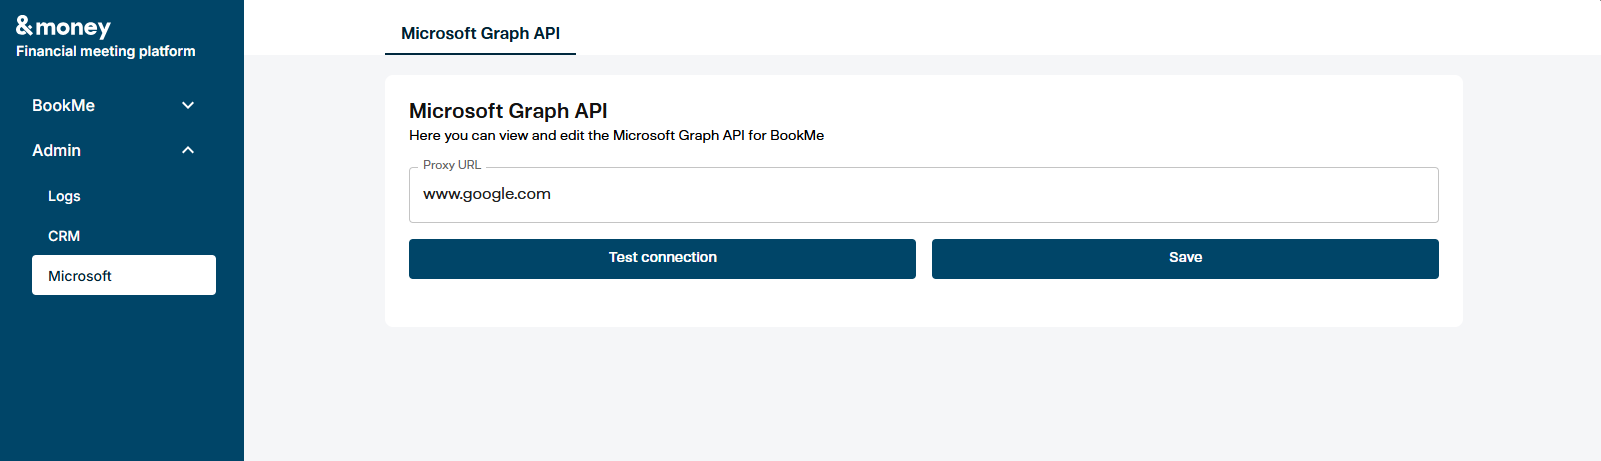 &money
Financial meeting platform
BookMe
Admin
Logs
CRM
Microsoft
Microsoft Graph API
Microsoft Graph API
Here you can view and edit the Microsoft Graph API for BookMe
Proxy URL
www.google.com
Test connection
Save